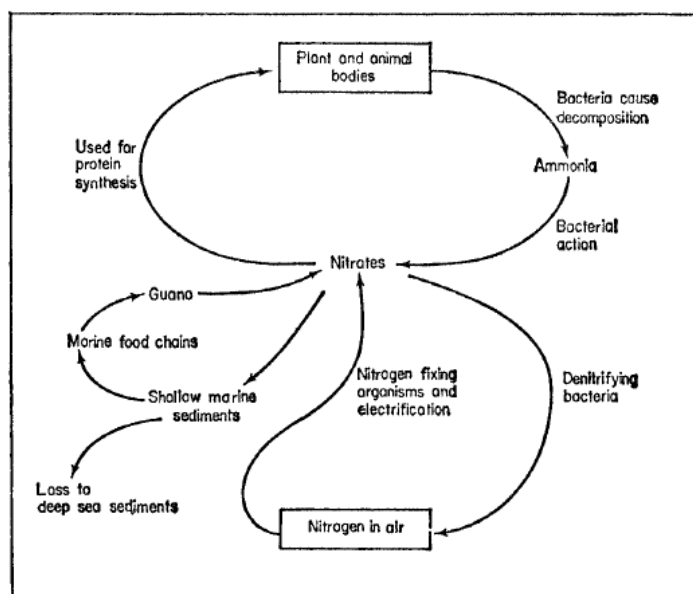 Plant and animal
bodies
Bacteria cause
decomposition
Used for
protein
synthesis
Ammonia
Bacterial
action
Nitrates
Guano
Marine food chains
Nitrogen fixing
organisms and
electrification
Denitrifying
bacteria
Shallow marine
sediments
Loss to
deep sea sediments
Nitrogen in air